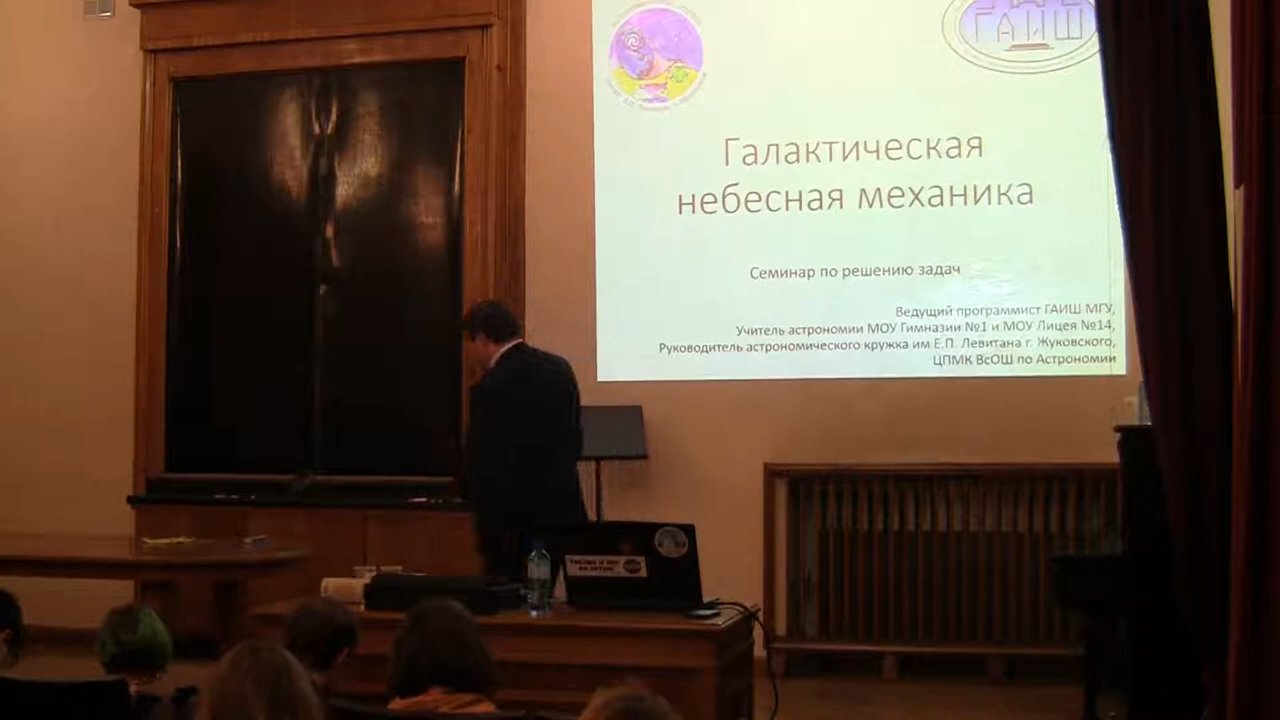 ГАИШ
Галактическая
небесная механика
Семинар по решению задач
Ведущий программист ГАИШ МГУ,
Учитель астрономии МОУ Гимназии №1 и МОУ Лицея №14,
Руководитель астрономического кружка им Е.П. Левитана г. Жуковского,
ЦПМК ВсОШ по Астрономии